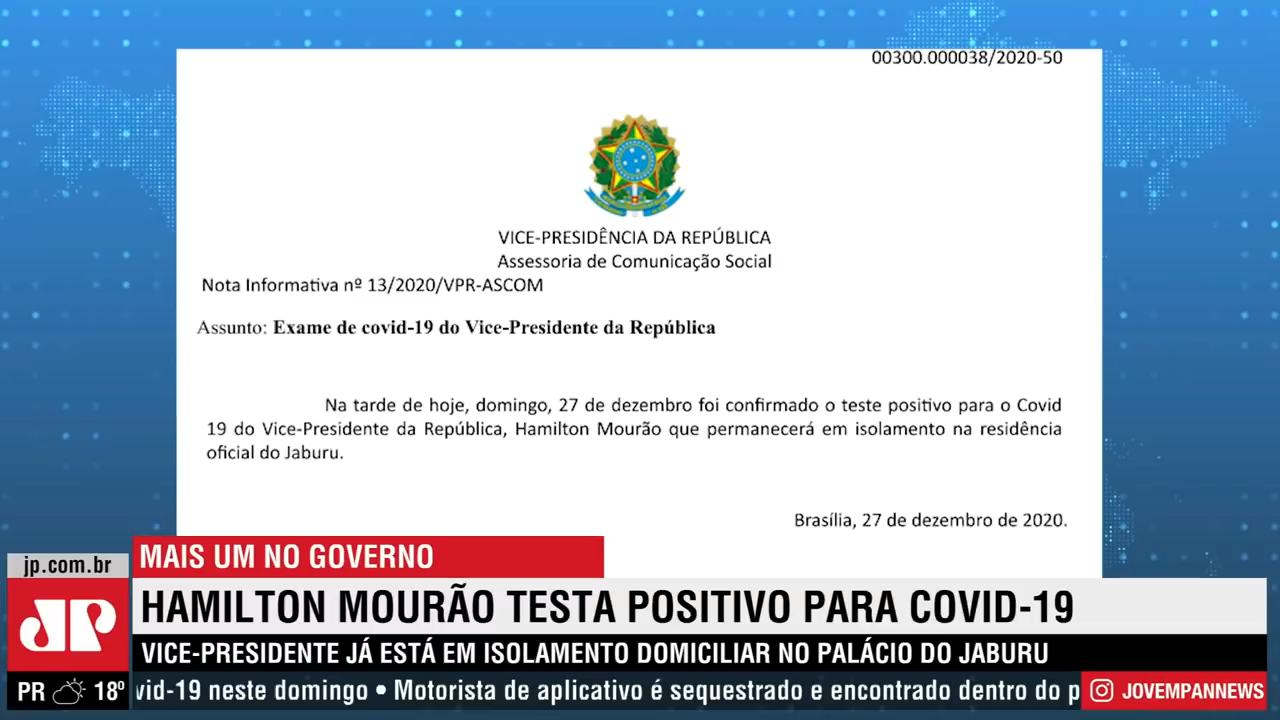 00300.000038/2020-50
VICE-PRESIDÊNCIA DA REPÚBLICA
Assessoria de Comunicação Social
Nota Informativa nº 13/2020/VPR-ASCOM
Assunto: Exame de covid-19 do Vice-Presidente da República
Na tarde de hoje, domingo, 27 de dezembro foi confirmado o teste positivo para o Covid
19 do Vice-Presidente da República, Hamilton Mourão que permanecerá em isolamento na residência
oficial do Jaburu.
Brasília, 27 de dezembro de 2020.
MAIS UM NO GOVERNO
jp.com.br
JP
HAMILTON MOURÃO TESTA POSITIVO PARA COVID-19
VICE-PRESIDENTE JÁ ESTÁ EM ISOLAMENTO DOMICILIAR NO PALÁCIO DO JABURU
PR 18º vid-19 neste domingo • Motorista de aplicativo é sequestrado e encontrado dentro do p JOVEMPANNEWS